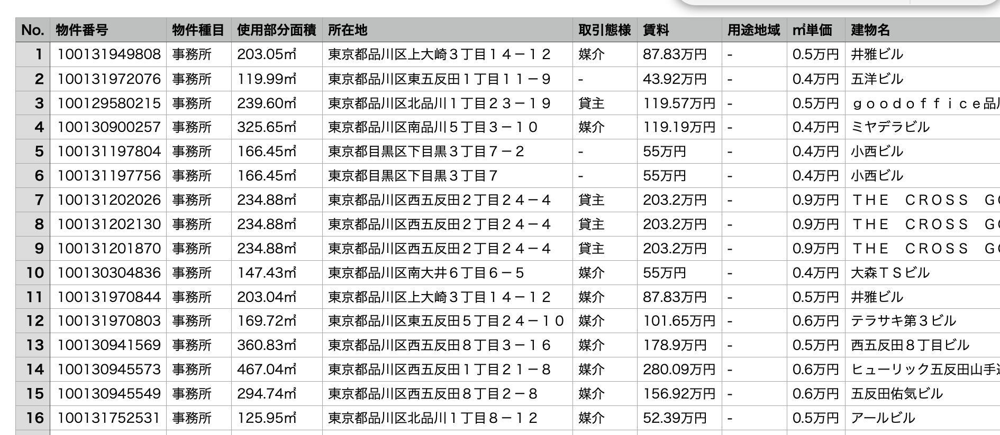 No. 物件番号 物件種目 使用部分面積 所在地 取引態様 賃料 用途地域 ㎡単価 建物名
1 100131949808 事務所 203.05㎡ 東京都品川区上大崎３丁目１４－１２ 媒介 87.83万円 - 0.5万円 井雅ビル
2 100131972076 事務所 119.99㎡ 東京都品川区東五反田１丁目１１－９ - 43.92万円 - 0.4万円 五洋ビル
3 100129580215 事務所 239.60㎡ 東京都品川区北品川１丁目２３－１９ 貸主 119.57万円 - 0.5万円 ｇｏｏｄｏｆｆｉｃｅ品
4 100130900257 事務所 325.65㎡ 東京都品川区南品川５丁目３－１０ 媒介 119.19万円 - 0.4万円 ミヤデラビル
5 100131197804 事務所 166.45㎡ 東京都目黒区下目黒３丁目７－２ - 55万円 - 0.4万円 小西ビル
6 100131197756 事務所 166.45㎡ 東京都目黒区下目黒３丁目７ - 55万円 - 0.4万円 小西ビル
7 100131202026 事務所 234.88㎡ 東京都品川区西五反田２丁目２４－４ 貸主 203.2万円 - 0.9万円 ＴＨＥ　ＣＲＯＳＳ　Ｇ
8 100131202130 事務所 234.88㎡ 東京都品川区西五反田２丁目２４－４ 貸主 203.2万円 - 0.9万円 ＴＨＥ　ＣＲＯＳＳ　Ｇ
9 100131201870 事務所 234.88㎡ 東京都品川区西五反田２丁目２４－４ 貸主 203.2万円 - 0.9万円 ＴＨＥ　ＣＲＯＳＳ　Ｇ
10 100130304836 事務所 147.43㎡ 東京都品川区南大井６丁目６－５ 媒介 55万円 - 0.4万円 大森ＴＳビル
11 100131970844 事務所 203.04㎡ 東京都品川区上大崎３丁目１４－１２ 媒介 87.83万円 - 0.5万円 井雅ビル
12 100131970803 事務所 169.72㎡ 東京都品川区東五反田５丁目２４－１０ 媒介 101.65万円 - 0.6万円 テラサキ第３ビル
13 100130941569 事務所 360.83㎡ 東京都品川区西五反田８丁目３－１６ 媒介 178.9万円 - 0.5万円 西五反田８丁目ビル
14 100130945573 事務所 467.04㎡ 東京都品川区西五反田１丁目２１－８ 媒介 280.09万円 - 0.6万円 ヒューリック五反田山手
15 100130945549 事務所 294.74㎡ 東京都品川区西五反田８丁目２－８ 媒介 156.92万円 - 0.6万円 五反田佑気ビル
16 100131752531 事務所 125.95㎡ 東京都品川区北品川１丁目８－１２ 媒介 52.39万円 - 0.5万円 アールビル